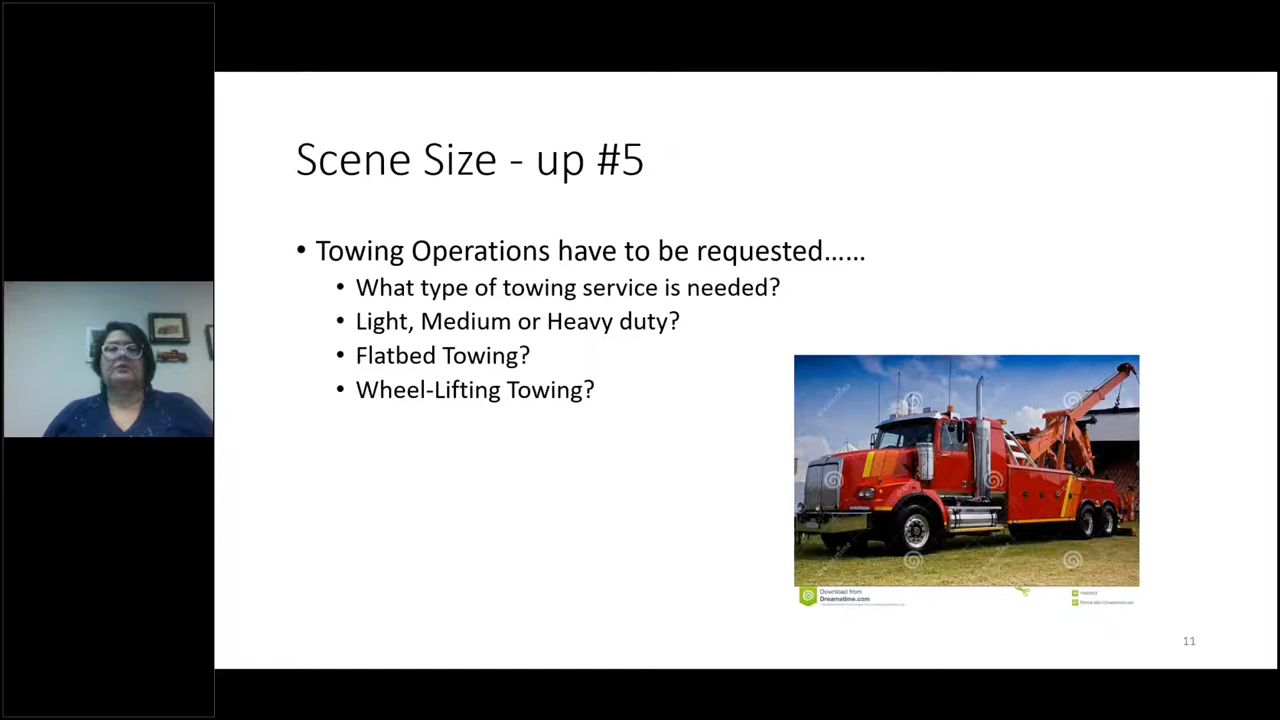 Scene Size - up #5
• Towing Operations have to be requested......
• What type of towing service is needed?
• Light, Medium or Heavy duty?
• Flatbed Towing?
• Wheel-Lifting Towing?
Download from
Dreamstime.com
11